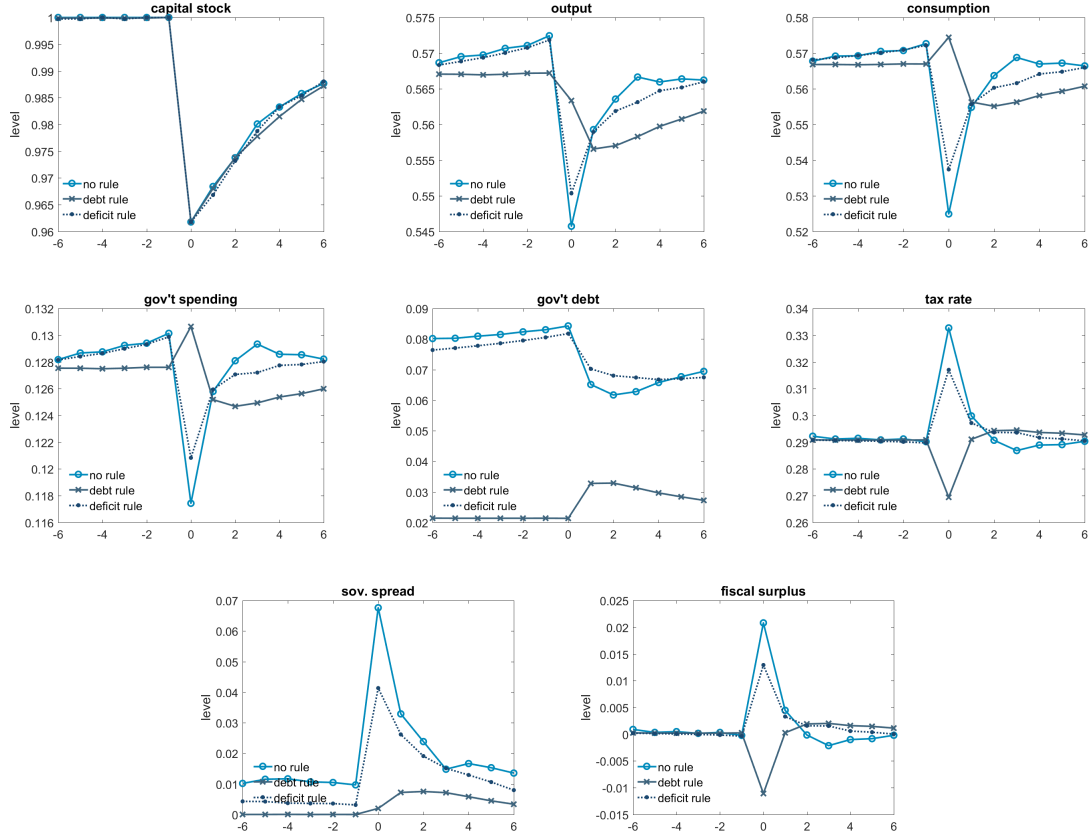 capital stock
1
0.995
0.99
0.985
0.98
0.975
0.97
0.965
0.96
level
no rule
debt rule
deficit rule
-6 -4 -2 0 2 4 6
output
0.575
0.57
0.565
0.56
0.555
0.55
0.545
level
no rule
debt rule
deficit rule
-6 -4 -2 0 2 4 6
consumption
0.58
0.57
0.56
0.55
0.54
0.53
0.52
level
no rule
debt rule
deficit rule
-6 -4 -2 0 2 4 6
gov't spending
0.132
0.13
0.128
0.126
0.124
0.122
0.12
0.118
0.116
level
no rule
debt rule
deficit rule
-6 -4 -2 0 2 4 6
gov't debt
0.09
0.08
0.07
0.06
0.05
0.04
0.03
0.02
level
no rule
debt rule
deficit rule
-6 -4 -2 0 2 4 6
tax rate
0.34
0.33
0.32
0.31
0.3
0.29
0.28
0.27
0.26
level
no rule
debt rule
deficit rule
-6 -4 -2 0 2 4 6
sov. spread
0.07
0.06
0.05
0.04
0.03
0.02
0.01
0
level
no rule
debt rule
deficit rule
-6 -4 -2 0 2 4 6
fiscal surplus
0.025
0.02
0.015
0.01
0.005
0
-0.005
-0.01
-0.015
level
no rule
debt rule
deficit rule
-6 -4 -2 0 2 4 6